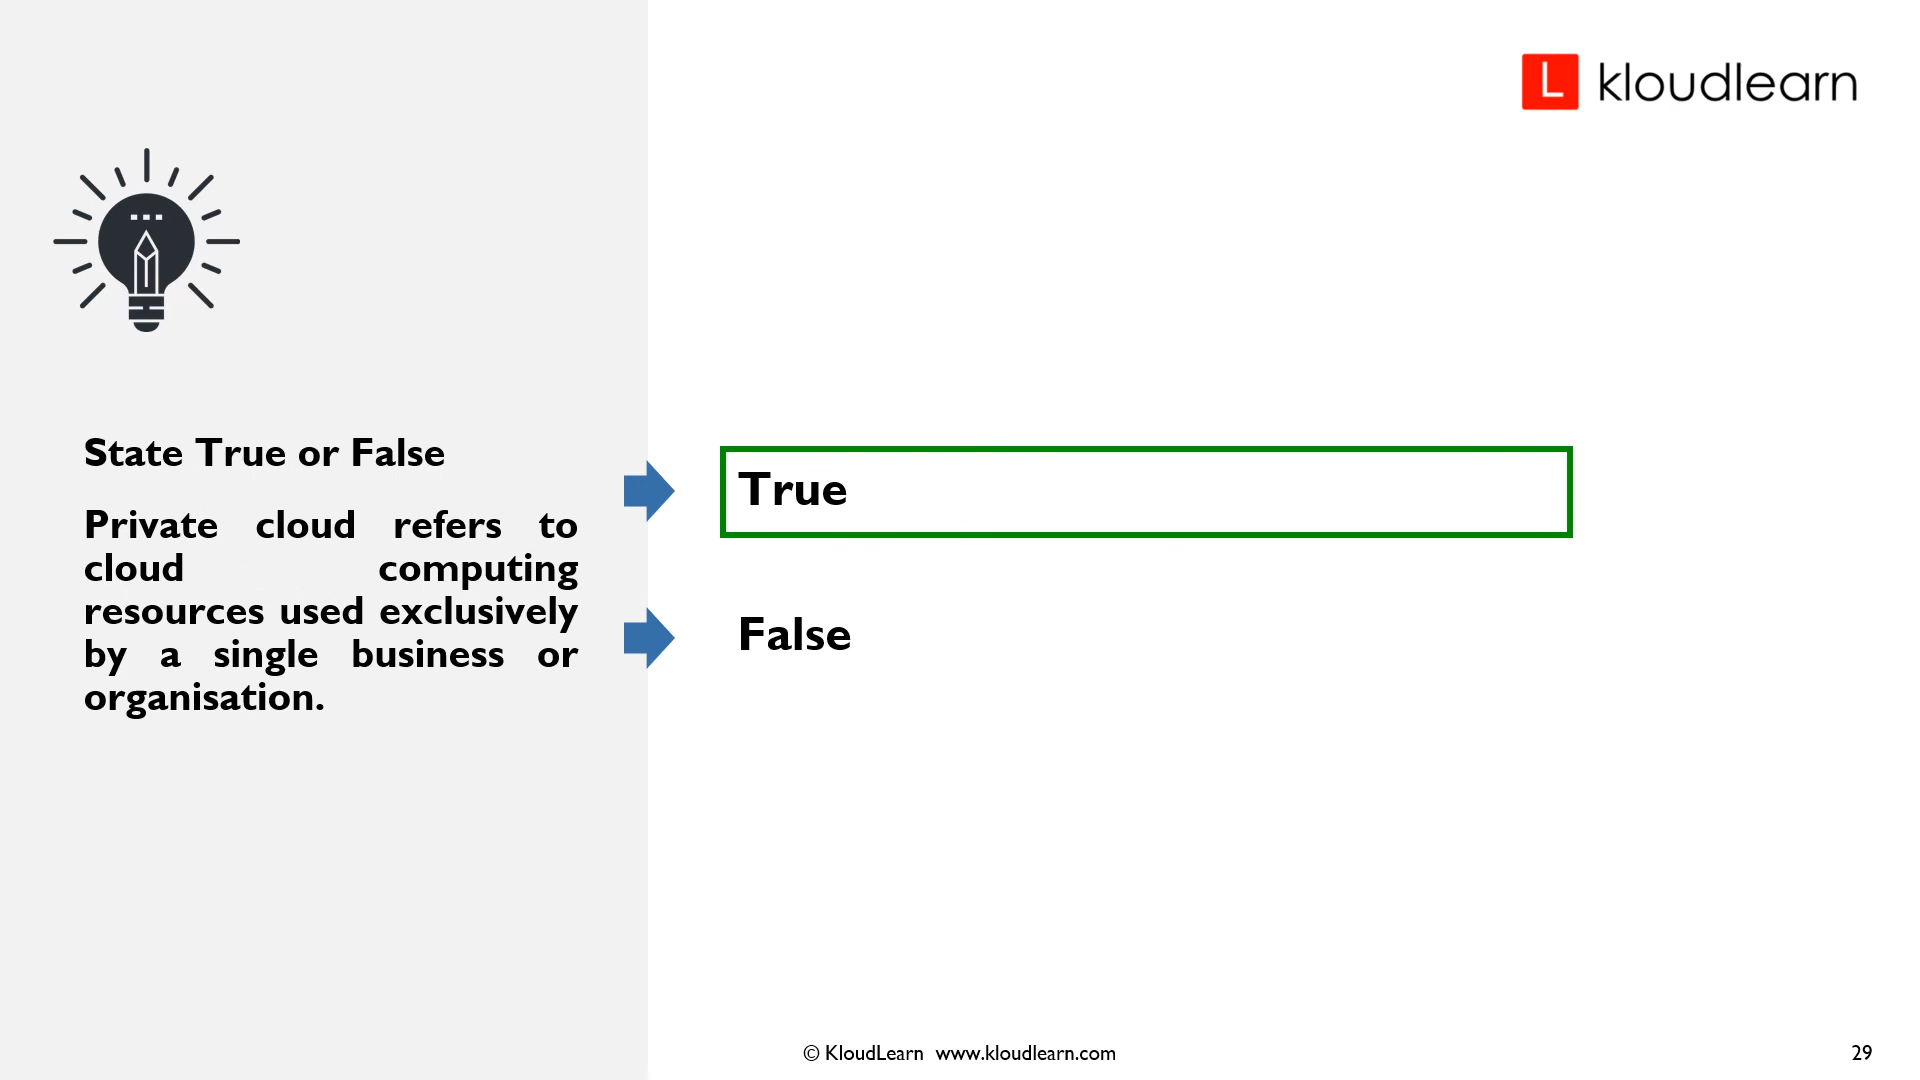 L kloudlearn
State True or False
Private cloud refers to
cloud computing
resources used exclusively
by a single business or
organisation.
True
False
© KloudLearn www.kloudlearn.com
29